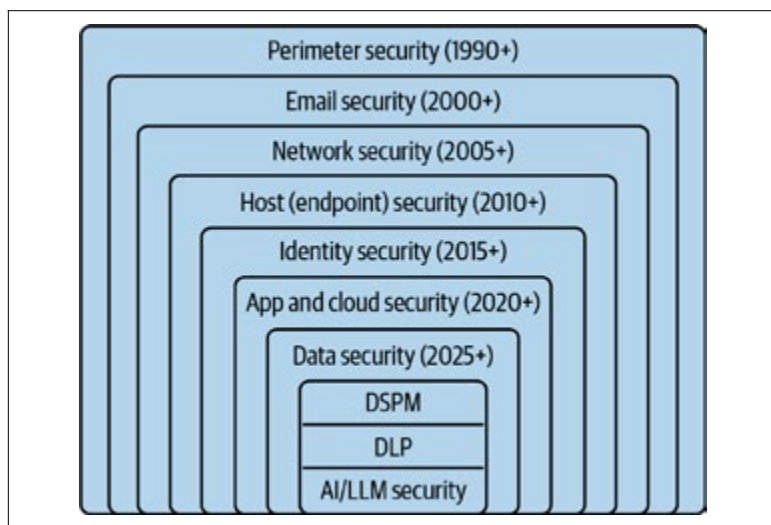 Perimeter security (1990+)
Email security (2000+)
Network security (2005+)
Host (endpoint) security (2010+)
Identity security (2015+)
App and cloud security (2020+)
Data security (2025+)
DSPM
DLP
AI/LLM security